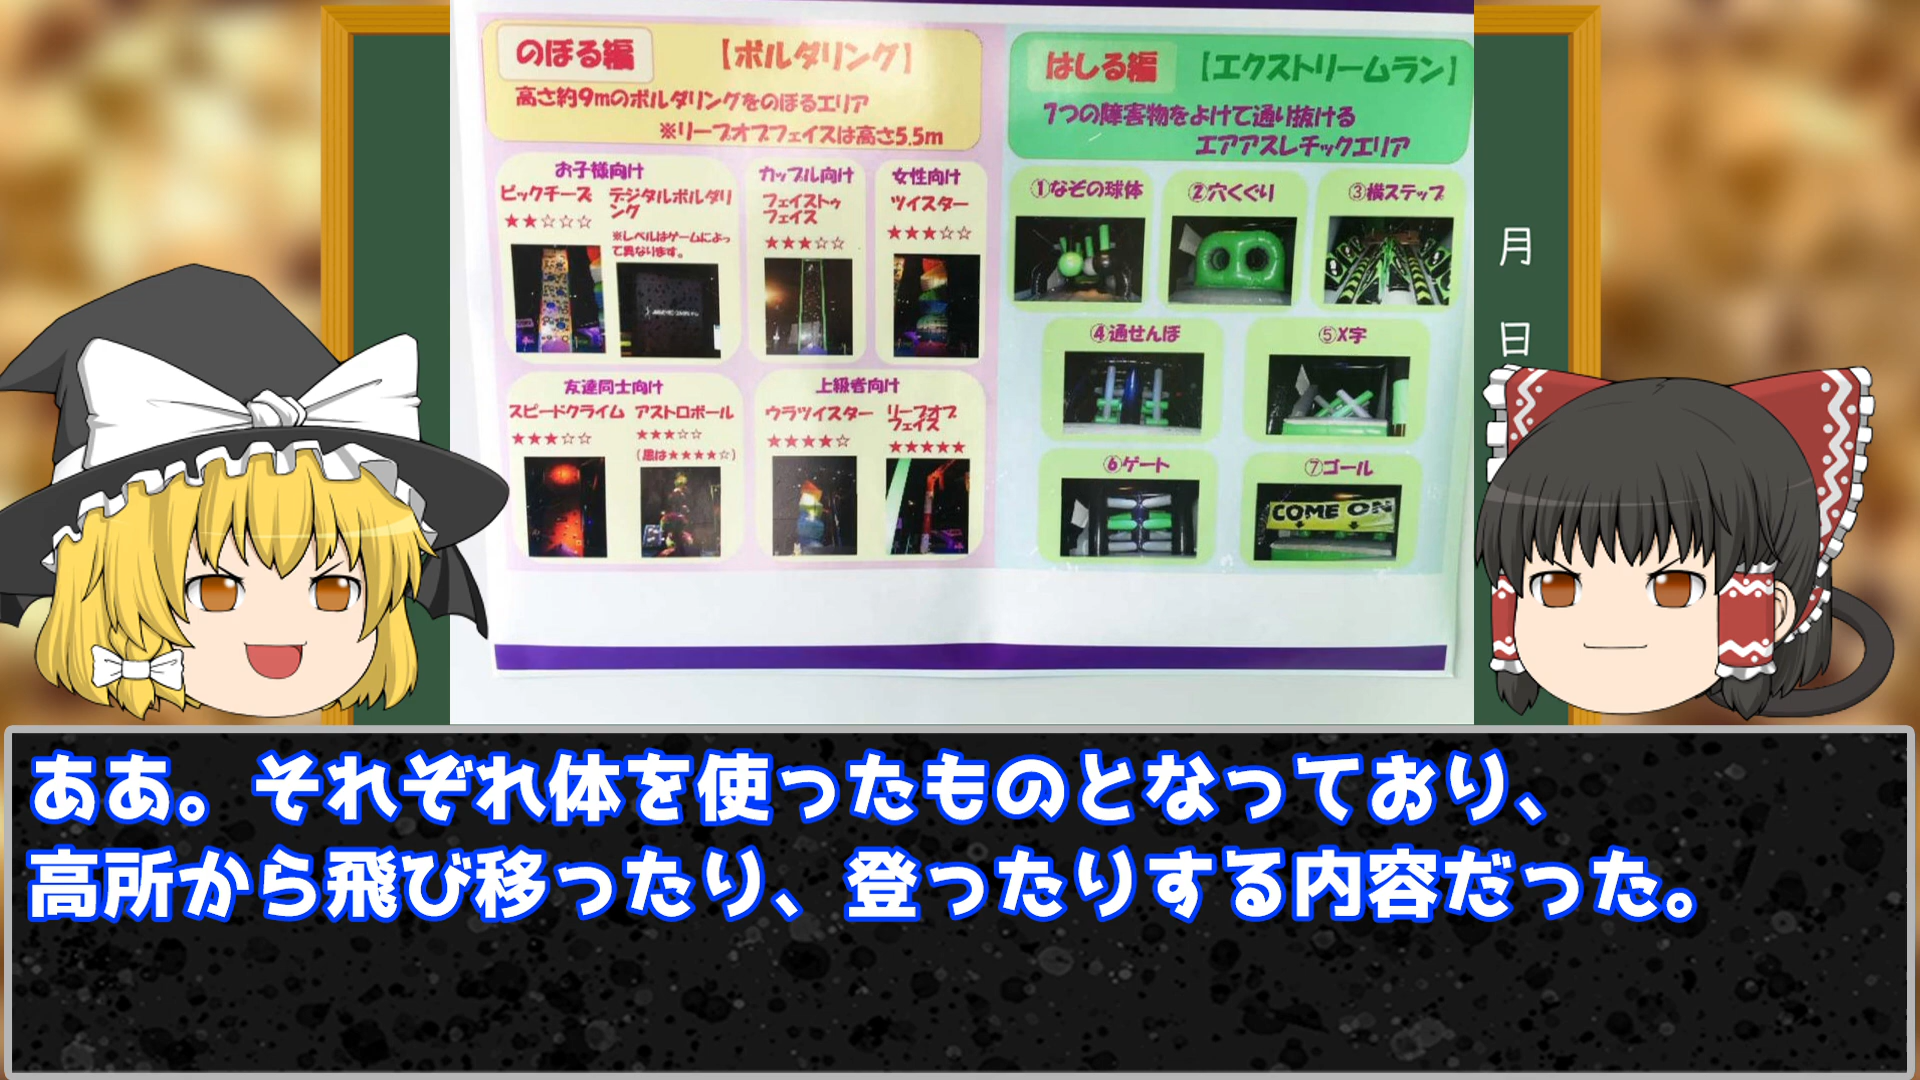 のぼる編
【ボルダリング】
高さ約9mのボルダリングをのぼるエリア
※リープオブフェイスは高さ5.5m
お子様向け
ビックチーズ
★★☆☆☆
デジタルボルダリ
ング
※レベルはゲームによっ
て異なります。
カップル向け
フェイストゥ
フェイス
★★★☆☆
女性向け
ツイスター
★★★☆☆
友達同士向け
スピードクライム
★★★☆☆
アストロボール
★★★☆☆
(黒は★★★★☆)
上級者向け
ウラツイスター
★★★★☆
リープオブ
フェイス
★★★★★
はしる編
【エクストリームラン】
7つの障害物をよけて通り抜ける
エアアスレチックエリア
①なぞの球体
②穴くぐり
③横ステップ
④通せんぼ
⑤X字
⑥ゲート
⑦ゴール
COME ON
月
日
ああ。それぞれ体を使ったものとなっており、
高所から飛び移ったり、登ったりする内容だった。